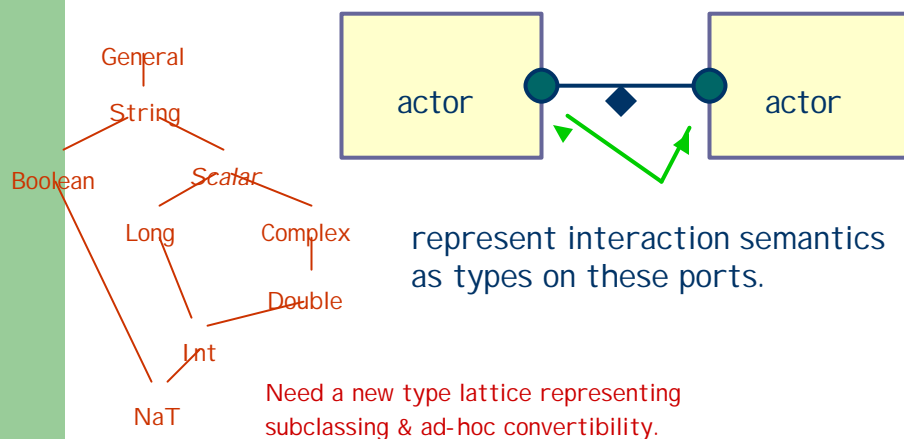 General
String
Boolean
Scalar
Long
Complex
Double
Int
NaT
actor
actor
represent interaction semantics
as types on these ports.
Need a new type lattice representing
subclassing & ad-hoc convertibility.